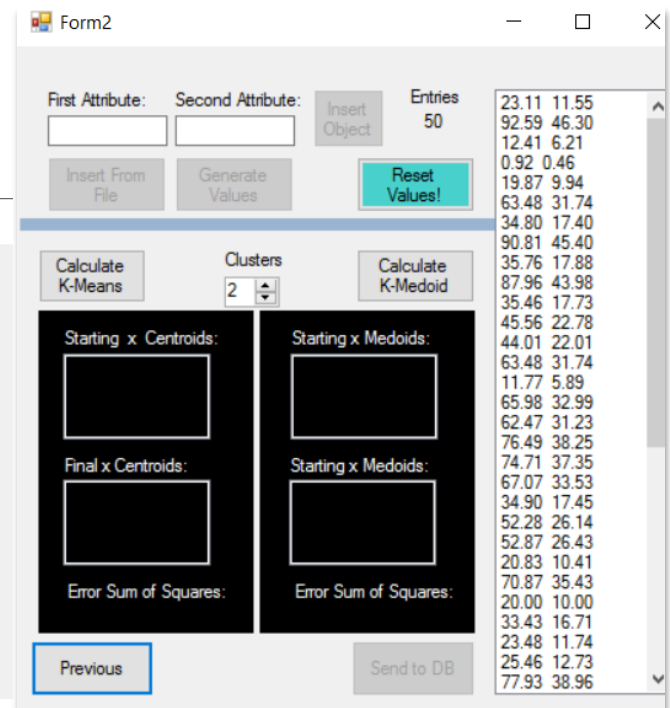 Form2
First Attribute:
Second Attribute:
Insert
Object
Entries
50
Insert From
File
Generate
Values
Reset
Values!
Calculate
K-Means
Clusters
2
Calculate
K-Medoid
Starting x Centroids:
Starting x Medoids:
Final x Centroids:
Starting x Medoids:
Error Sum of Squares:
Error Sum of Squares:
Previous
Send to DB
23.11 11.55
92.59 46.30
12.41 6.21
0.92 0.46
19.87 9.94
63.48 31.74
34.80 17.40
90.81 45.40
35.76 17.88
87.96 43.98
35.46 17.73
45.56 22.78
44.01 22.01
63.48 31.74
11.77 5.89
65.98 32.99
62.47 31.23
76.49 38.25
74.71 37.35
67.07 33.53
34.90 17.45
52.28 26.14
52.87 26.43
20.83 10.41
70.87 35.43
20.00 10.00
33.43 16.71
23.48 11.74
25.46 12.73
77.93 38.96